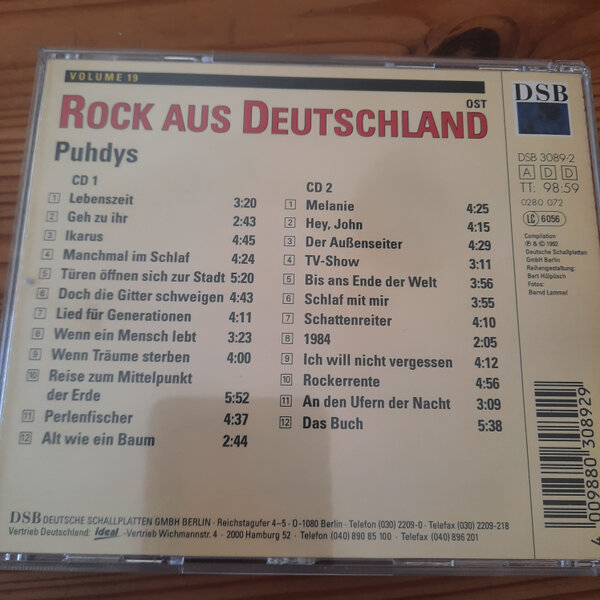 VOLUME 19
ROCK AUS DEUTSCHLAND
OST
Puhdys
CD 1
1 Lebenszeit 3:20
2 Geh zu ihr 2:43
3 Ikarus 4:45
4 Manchmal im Schlaf 4:24
5 Türen öffnen sich zur Stadt 5:20
6 Doch die Gitter schweigen 4:43
7 Lied für Generationen 4:11
8 Wenn ein Mensch lebt 3:23
9 Wenn Träume sterben 4:00
10 Reise zum Mittelpunkt
der Erde 5:52
11 Perlenfischer 4:37
12 Alt wie ein Baum 2:44
CD 2
1 Melanie 4:25
2 Hey, John 4:15
3 Der Außenseiter 4:29
4 TV-Show 3:11
5 Bis ans Ende der Welt 3:56
6 Schlaf mit mir 3:55
7 Schattenreiter 4:10
8 1984 2:05
9 Ich will nicht vergessen 4:12
10 Rockerrente 4:56
11 An den Ufern der Nacht 3:09
12 Das Buch 5:38
DSB
DSB 3089-2
A D D
TT: 98:59
0280 072
LC 6056
Compilation
℗ & © 1992
Deutsche Schallplatten
GmbH Berlin
Reihengestaltung:
Bert Hülpüsch
Fotos:
Bernd Lammel
4 009880 308929
DSB DEUTSCHE SCHALLPLATTEN GMBH BERLIN · Reichstagufer 4–5 · O-1080 Berlin · Telefon (030) 2209-0 · Telefax (030) 2209-218
Vertrieb Deutschland: ideal -Vertrieb Wichmannstr. 4 · 2000 Hamburg 52 · Telefon (040) 890 85 100 · Telefax (040) 896 201